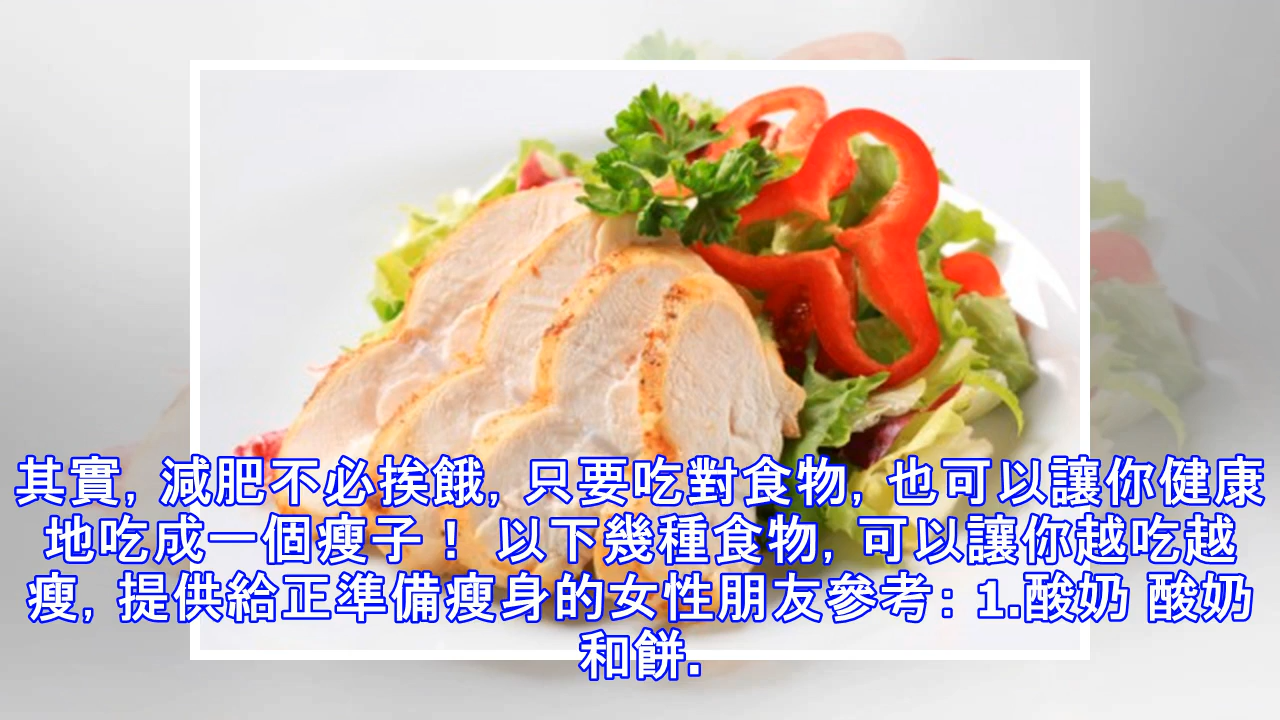 其實, 減肥不必挨餓, 只要吃對食物, 也可以讓你健康
地吃成一個瘦子！ 以下幾種食物, 可以讓你越吃越
瘦, 提供給正準備瘦身的女性朋友參考: 1.酸奶 酸奶
和餅.